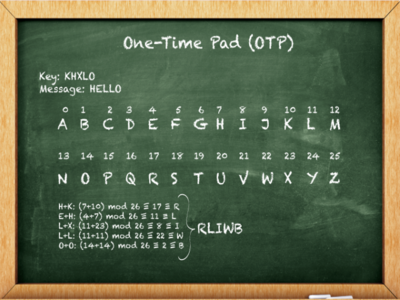 One-Time Pad (OTP)
Key: KHXLO
Message: HELLO
0 1 2 3 4 5 6 7 8 9 10 11 12
A B C D E F G H I J K L M
13 14 15 16 17 18 19 20 21 22 23 24 25
N O P Q R S T U V W X Y Z
H+K: (7+10) mod 26 ≡ 17 ≡ R
E+H: (4+7) mod 26 ≡ 11 ≡ L
L+X: (11+23) mod 26 ≡ 8 ≡ I
L+L: (11+11) mod 26 ≡ 22 ≡ W
O+O: (14+14) mod 26 ≡ 2 ≡ B
RLIWB